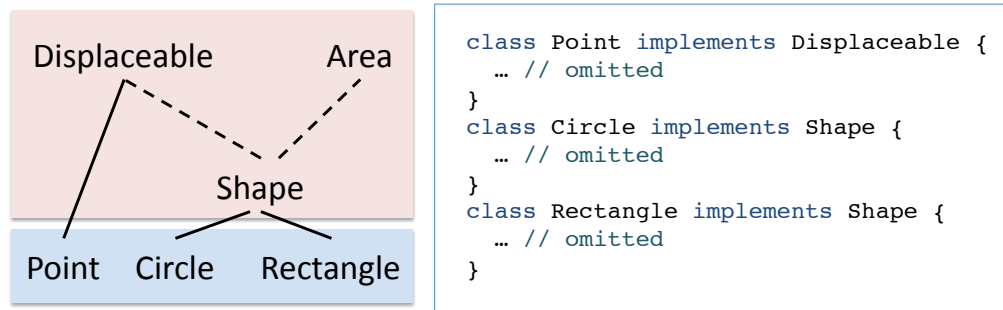 Displaceable Area
Shape
Point Circle Rectangle
class Point implements Displaceable {
… // omitted
}
class Circle implements Shape {
… // omitted
}
class Rectangle implements Shape {
… // omitted
}